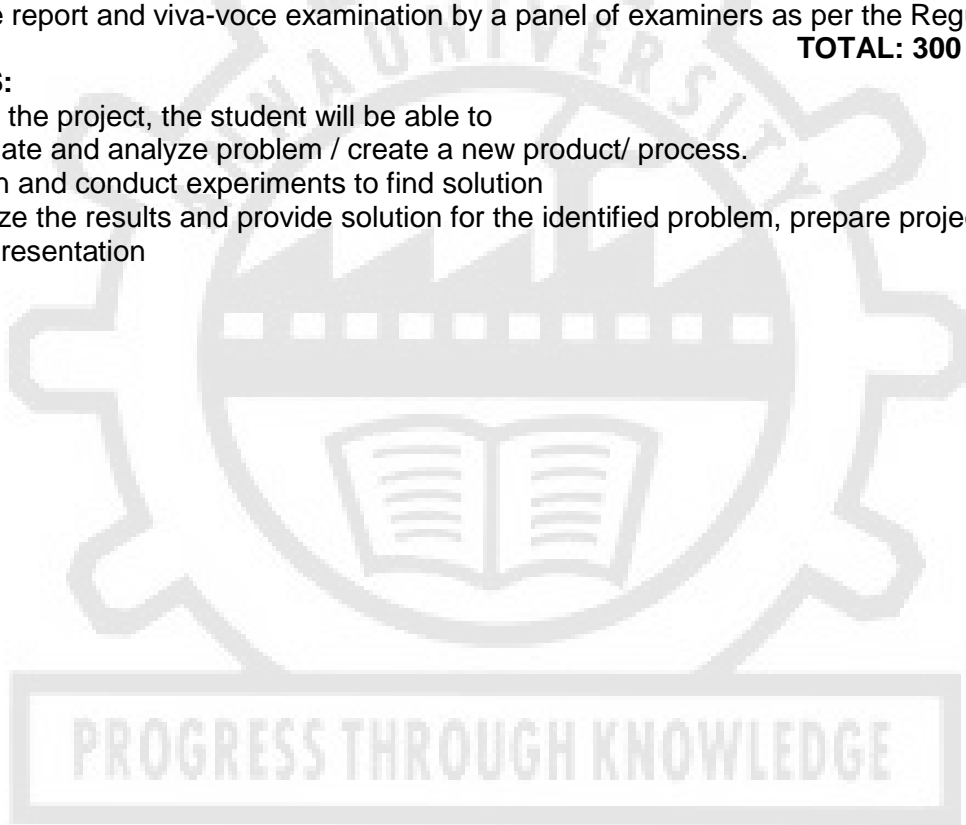 e report and viva-voce examination by a panel of examiners as per the Reg
TOTAL: 300
S:
the project, the student will be able to
ate and analyze problem / create a new product/ process.
n and conduct experiments to find solution
ze the results and provide solution for the identified problem, prepare proje
resentation
UNIVERSITY
PROGRESS THROUGH KNOWLEDGE